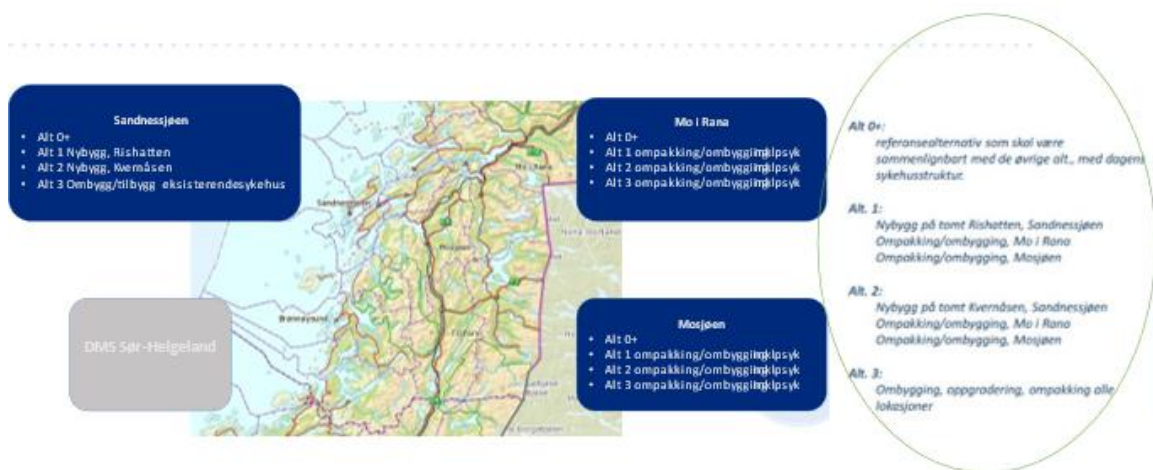 Sandnessjøen
• Alt 0+
• Alt 1 Nybygg, Rishatten
• Alt 2 Nybygg, Kvernåsen
• Alt 3 Ombygg/tilbygg eksisterendesykehus
Mo i Rana
• Alt 0+
• Alt 1 ompakking/ombygging
• Alt 2 ompakking/ombygging
• Alt 3 ompakking/ombygging
DMS Sør-Helgeland
Mosjøen
• Alt 0+
• Alt 1 ompakking/ombygging
• Alt 2 ompakking/ombygging
• Alt 3 ompakking/ombygging
Mo i Rana
Sandnessjøen
Mosjøen
Brønnøysund
Alt 0+:
referansealternativ som skal være
sammenlignbart med de øvrige alt., med dagens
sykehusstruktur.
Alt. 1:
Nybygg på tomt Rishatten, Sandnessjøen
Ompakking/ombygging, Mo i Rana
Ompakking/ombygging, Mosjøen
Alt. 2:
Nybygg på tomt Kvernåsen, Sandnessjøen
Ompakking/ombygging, Mo i Rana
Ompakking/ombygging, Mosjøen
Alt. 3:
Ombygging, oppgradering, ompakking alle
lokasjoner